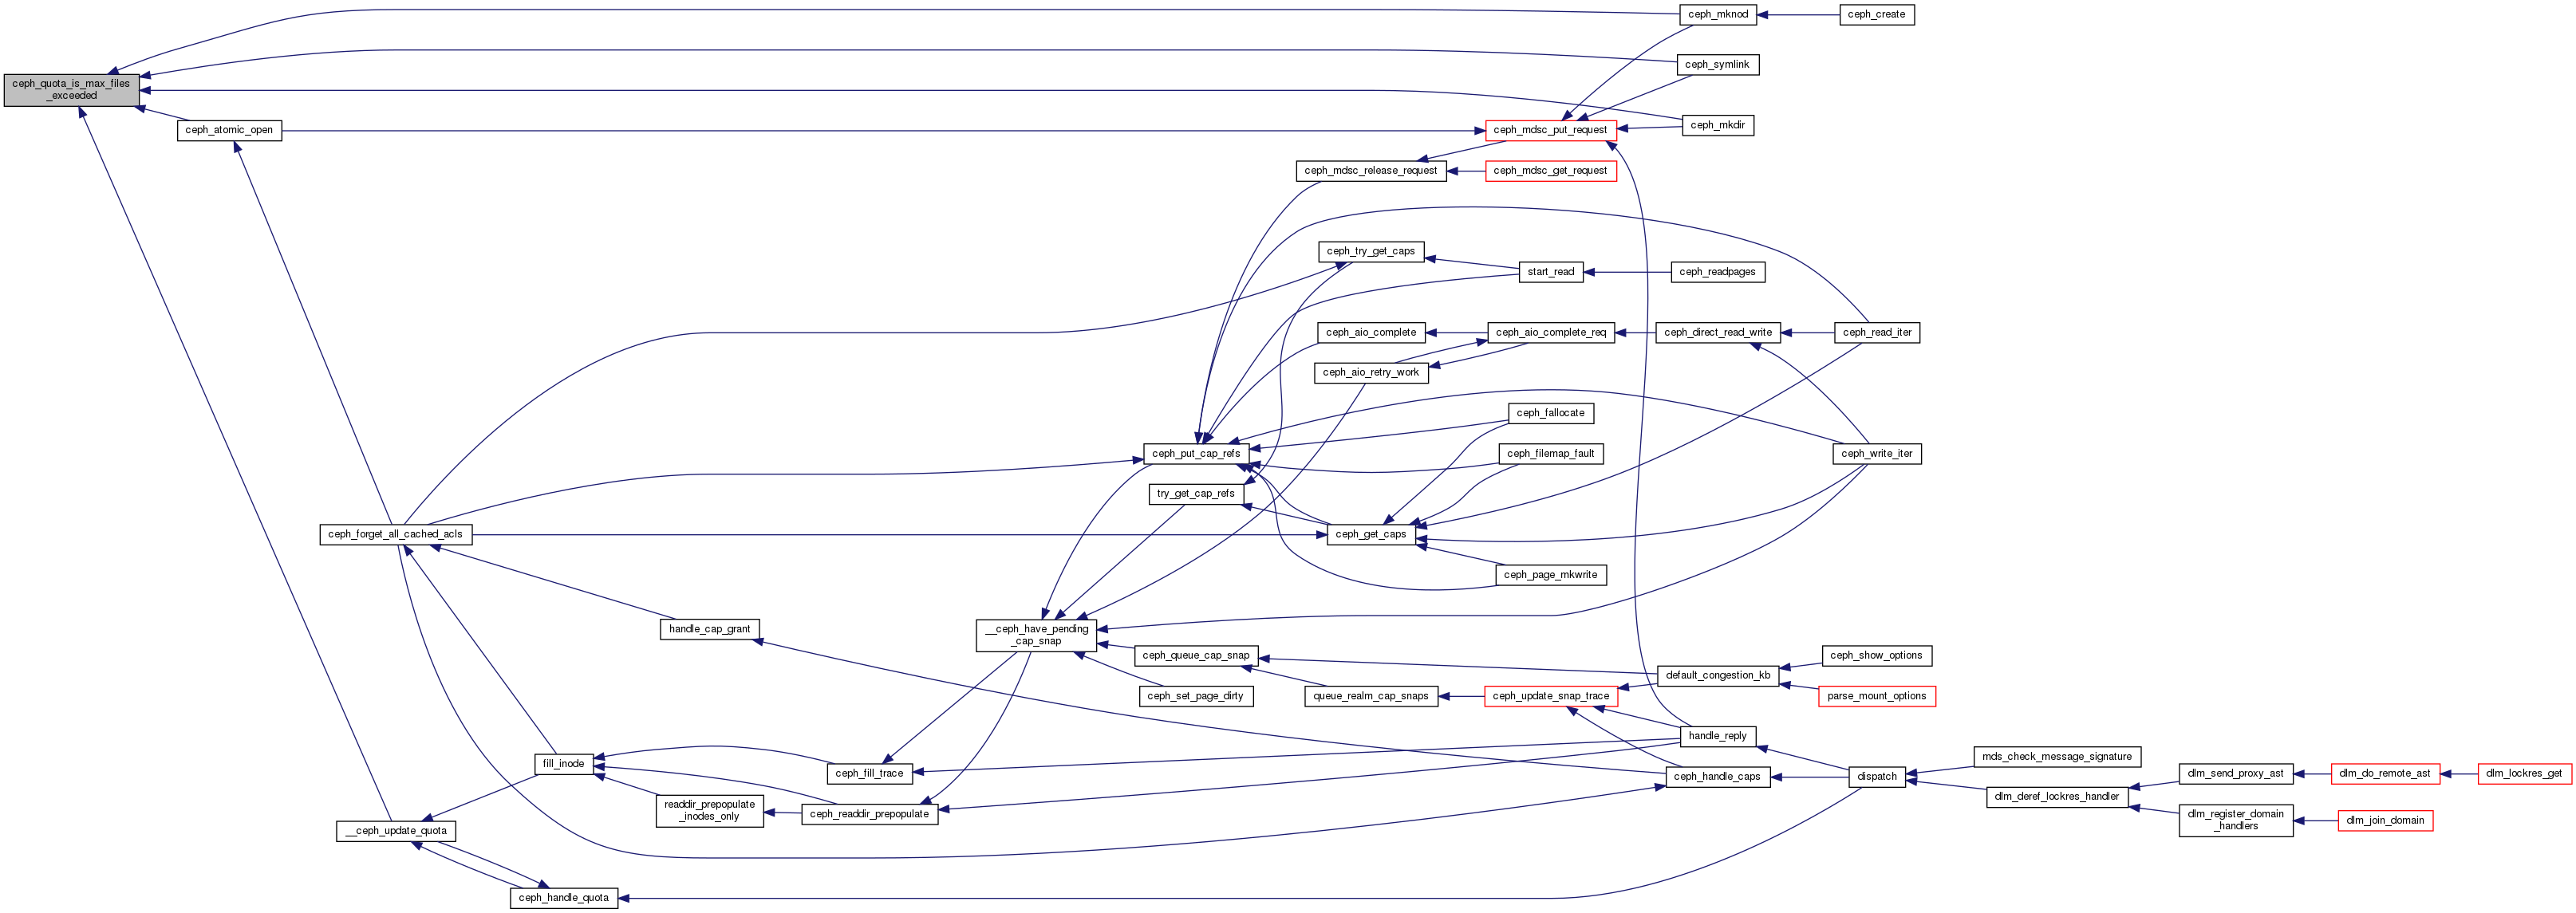 ceph_mknod
ceph_create
ceph_symlink
ceph_quota_is_max_files
_exceeded
ceph_atomic_open
ceph_mdsc_put_request
ceph_mkdir
ceph_mdsc_release_request
ceph_mdsc_get_request
ceph_try_get_caps
start_read
ceph_readpages
ceph_aio_complete
ceph_aio_complete_req
ceph_direct_read_write
ceph_read_iter
ceph_aio_retry_work
ceph_fallocate
ceph_put_cap_refs
ceph_filemap_fault
ceph_write_iter
try_get_cap_refs
ceph_forget_all_cached_acls
ceph_get_caps
ceph_page_mkwrite
handle_cap_grant
__ceph_have_pending
_cap_snap
ceph_queue_cap_snap
ceph_show_options
default_congestion_kb
ceph_set_page_dirty
queue_realm_cap_snaps
ceph_update_snap_trace
parse_mount_options
handle_reply
mds_check_message_signature
fill_inode
ceph_fill_trace
ceph_handle_caps
dispatch
dlm_send_proxy_ast
dlm_do_remote_ast
dlm_lockres_get
dlm_deref_lockres_handler
readdir_prepopulate
_inodes_only
ceph_readdir_prepopulate
dlm_register_domain
_handlers
dlm_join_domain
__ceph_update_quota
ceph_handle_quota